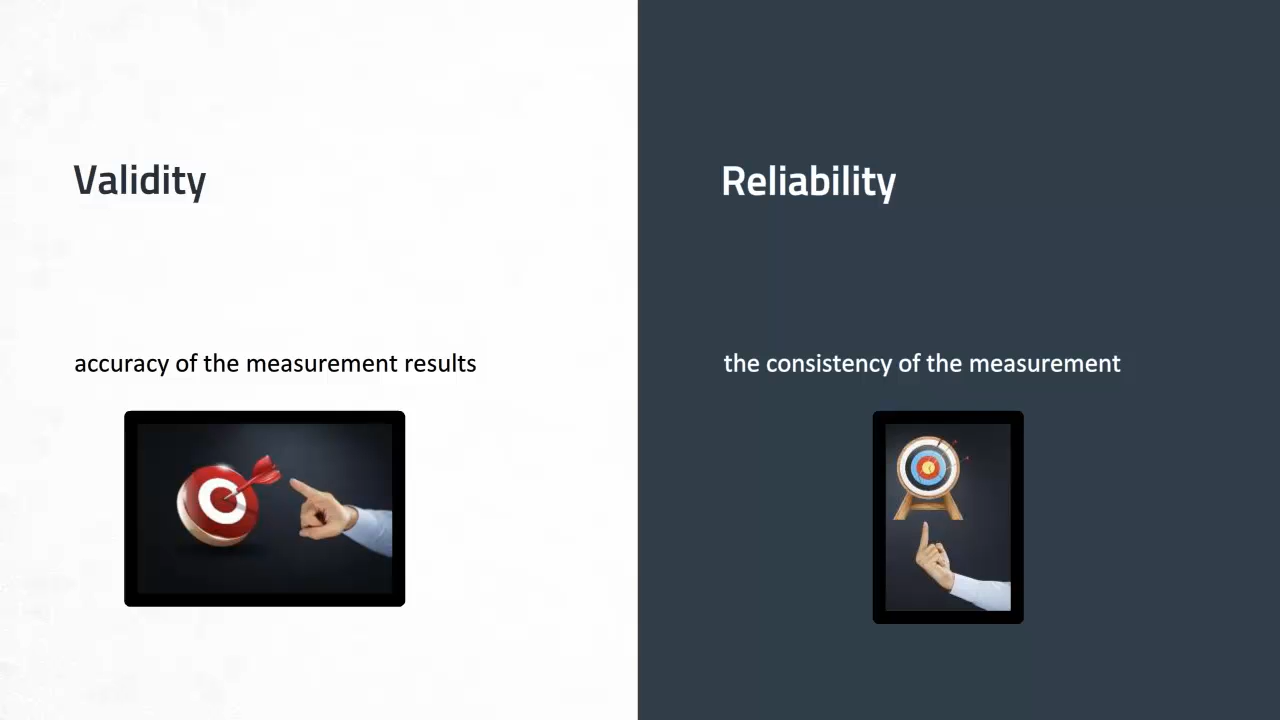 Validity
accuracy of the measurement results
Reliability
the consistency of the measurement